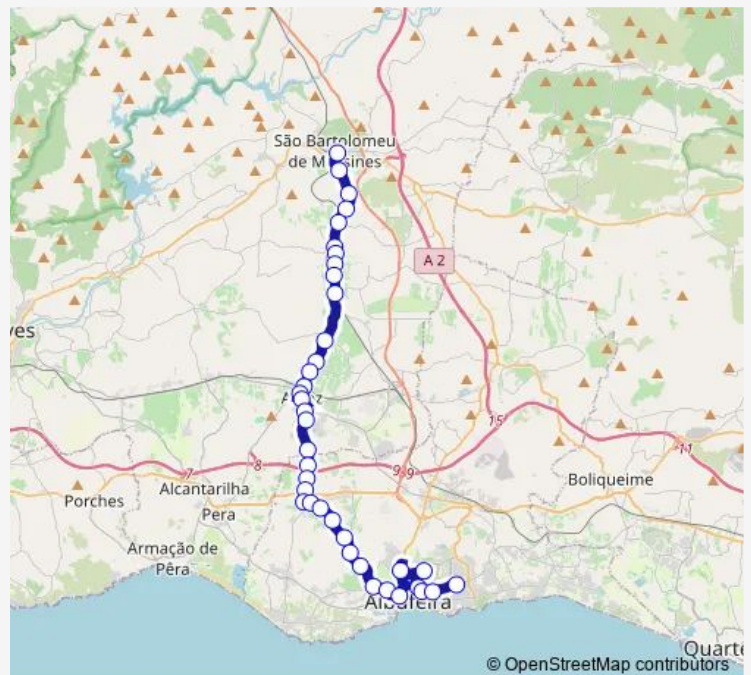 São Bartolomeu
de M sines
A 2
ves
A z
15
11
7
8
9
9
Boliqueime
Porches
Alcantarilha
Pera
Armação de
Pêra
Albufeira
Quarte
© OpenStreetMap contributors